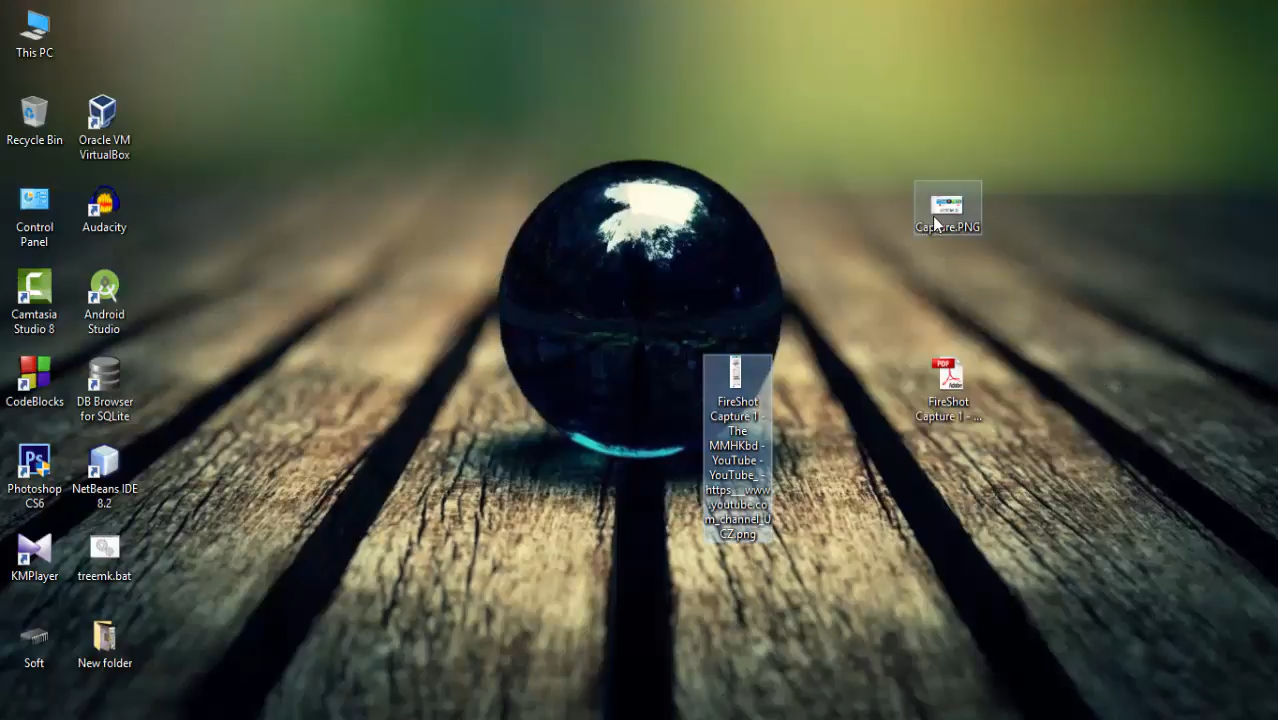 This PC
Recycle Bin
Oracle VM
VirtualBox
Control
Panel
Audacity
Camtasia
Studio 8
Android
Studio
CodeBlocks
DB Browser
for SQLite
Photoshop
CS6
NetBeans IDE
8.2
KMPlayer
treemk.bat
Soft
New folder
Capture.PNG
FireShot
Capture 1 -
The
MMHKbd -
YouTube -
YouTube_ -
https___www
.youtube.co
m_channel_U
CZ.png
PDF
Adobe
FireShot
Capture 1 - ...